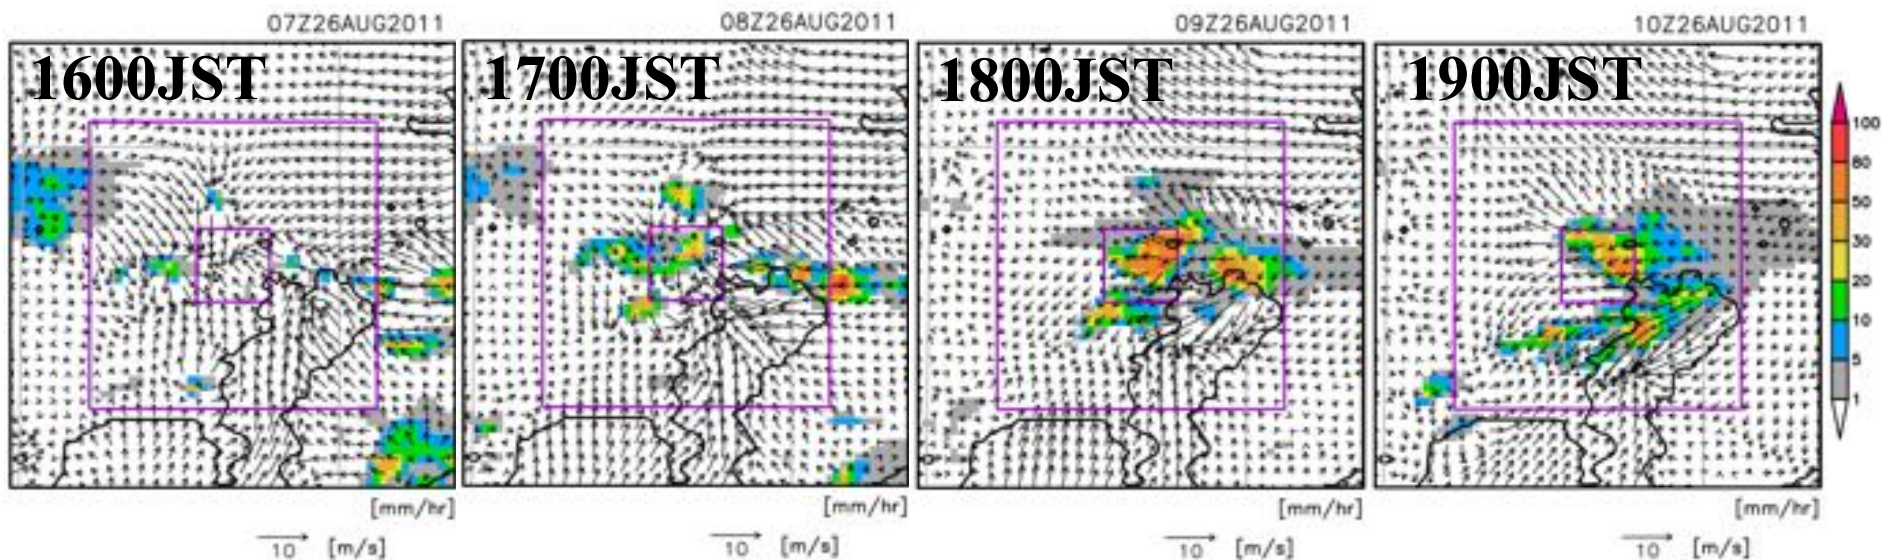 07Z26AUG2011
08Z26AUG2011
09Z26AUG2011
10Z26AUG2011
1600JST
1700JST
1800JST
1900JST
100
80
50
30
20
10
5
1
[mm/hr]
[mm/hr]
[mm/hr]
[mm/hr]
10 [m/s]
10 [m/s]
10 [m/s]
10 [m/s]